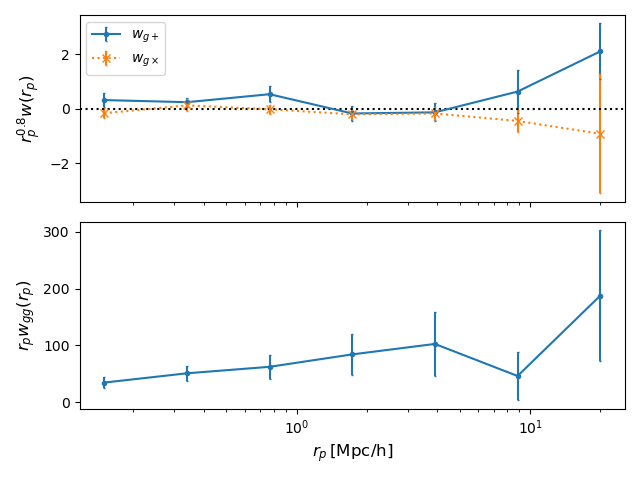 w_{g+}
w_{g×}
r_p^{0.8}w(r_p)
2
0
−2
r_p w_{gg}(r_p)
300
200
100
0
10^0
10^1
r_p [Mpc/h]